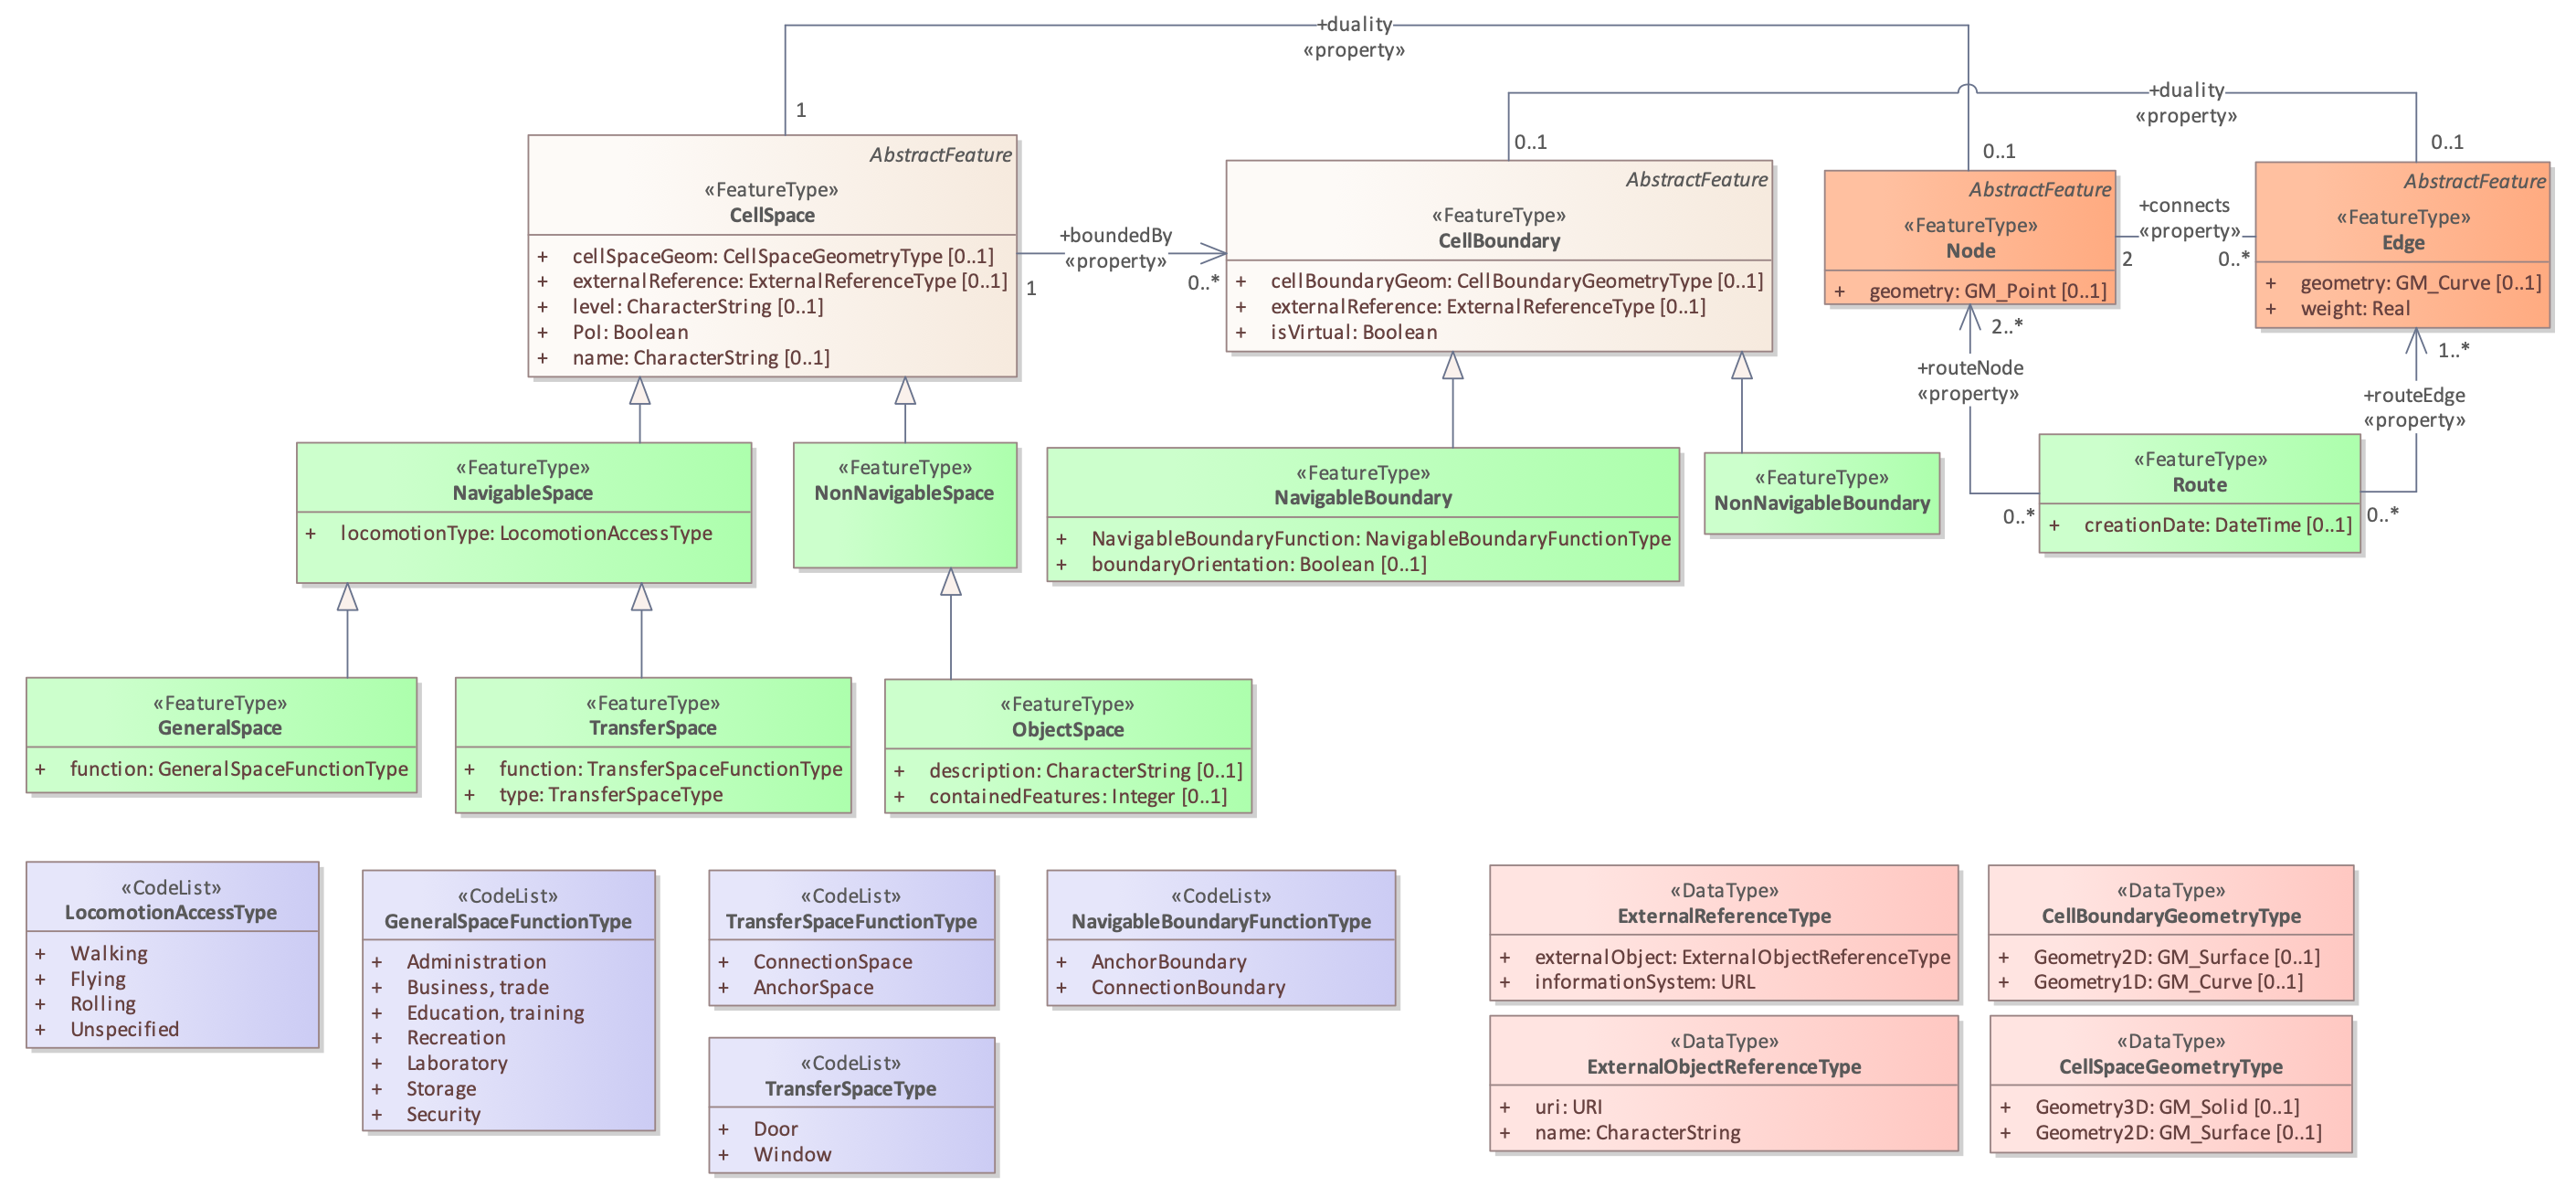 +duality
«property»
1
0..1
+duality
«property»
0..1
0..1
AbstractFeature
«FeatureType»
CellSpace
+ cellSpaceGeom: CellSpaceGeometryType [0..1]
+ externalReference: ExternalReferenceType [0..1]
+ level: CharacterString [0..1]
+ PoI: Boolean
+ name: CharacterString [0..1]
+boundedBy
«property»
1
0..*
AbstractFeature
«FeatureType»
CellBoundary
+ cellBoundaryGeom: CellBoundaryGeometryType [0..1]
+ externalReference: ExternalReferenceType [0..1]
+ isVirtual: Boolean
AbstractFeature
«FeatureType»
Node
+ geometry: GM_Point [0..1]
+connects
«property»
2
0..*
AbstractFeature
«FeatureType»
Edge
+ geometry: GM_Curve [0..1]
+ weight: Real
2..*
+routeNode
«property»
0..*
1..*
+routeEdge
«property»
0..*
«FeatureType»
NavigableSpace
+ locomotionType: LocomotionAccessType
«FeatureType»
NonNavigableSpace
«FeatureType»
NavigableBoundary
+ NavigableBoundaryFunction: NavigableBoundaryFunctionType
+ boundaryOrientation: Boolean [0..1]
«FeatureType»
NonNavigableBoundary
«FeatureType»
Route
+ creationDate: DateTime [0..1]
«FeatureType»
GeneralSpace
+ function: GeneralSpaceFunctionType
«FeatureType»
TransferSpace
+ function: TransferSpaceFunctionType
+ type: TransferSpaceType
«FeatureType»
ObjectSpace
+ description: CharacterString [0..1]
+ containedFeatures: Integer [0..1]
«CodeList»
LocomotionAccessType
+ Walking
+ Flying
+ Rolling
+ Unspecified
«CodeList»
GeneralSpaceFunctionType
+ Administration
+ Business, trade
+ Education, training
+ Recreation
+ Laboratory
+ Storage
+ Security
«CodeList»
TransferSpaceFunctionType
+ ConnectionSpace
+ AnchorSpace
«CodeList»
TransferSpaceType
+ Door
+ Window
«CodeList»
NavigableBoundaryFunctionType
+ AnchorBoundary
+ ConnectionBoundary
«DataType»
ExternalReferenceType
+ externalObject: ExternalObjectReferenceType
+ informationSystem: URL
«DataType»
CellBoundaryGeometryType
+ Geometry2D: GM_Surface [0..1]
+ Geometry1D: GM_Curve [0..1]
«DataType»
ExternalObjectReferenceType
+ uri: URI
+ name: CharacterString
«DataType»
CellSpaceGeometryType
+ Geometry3D: GM_Solid [0..1]
+ Geometry2D: GM_Surface [0..1]